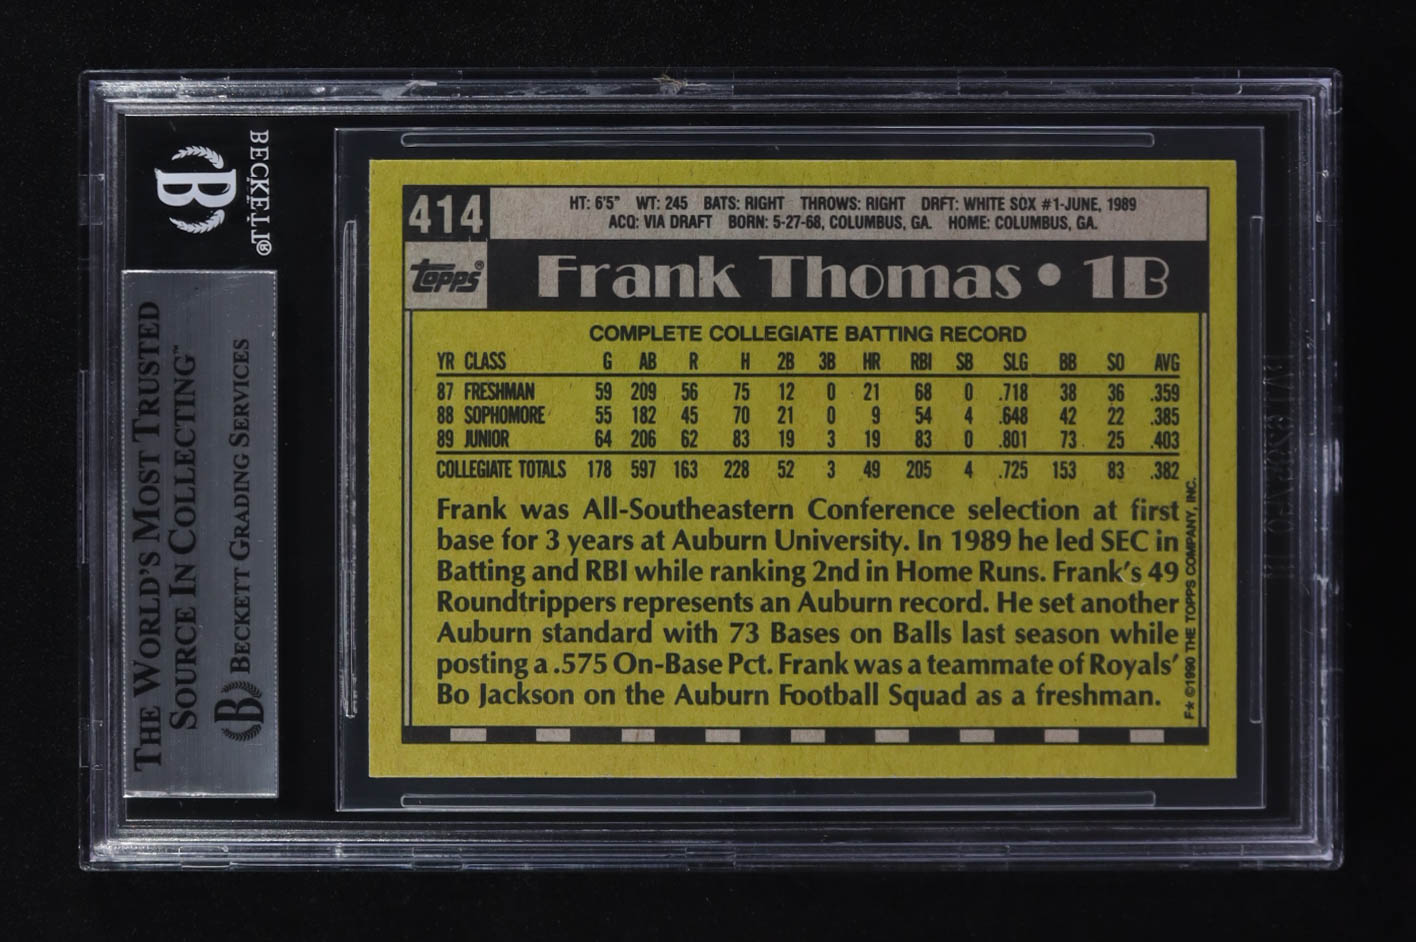 BECKETT®
B
THE WORLD'S MOST TRUSTED
SOURCE IN COLLECTING™
B BECKETT GRADING SERVICES
414
HT: 6'5" WT: 245 BATS: RIGHT THROWS: RIGHT DRFT: WHITE SOX #1-JUNE, 1989
ACQ: VIA DRAFT BORN: 5-27-68, COLUMBUS, GA. HOME: COLUMBUS, GA.
topps®
Frank Thomas • 1B
COMPLETE COLLEGIATE BATTING RECORD
YR CLASS G AB R H 2B 3B HR RBI SB SLG BB SO AVG
87 FRESHMAN 59 209 56 75 12 0 21 68 0 .718 38 36 .359
88 SOPHOMORE 55 182 45 70 21 0 9 54 4 .648 42 22 .385
89 JUNIOR 64 206 62 83 19 3 19 83 0 .801 73 25 .403
COLLEGIATE TOTALS 178 597 163 228 52 3 49 205 4 .725 153 83 .382
Frank was All-Southeastern Conference selection at first
base for 3 years at Auburn University. In 1989 he led SEC in
Batting and RBI while ranking 2nd in Home Runs. Frank's 49
Roundtrippers represents an Auburn record. He set another
Auburn standard with 73 Bases on Balls last season while
posting a .575 On-Base Pct. Frank was a teammate of Royals'
Bo Jackson on the Auburn Football Squad as a freshman.
F* ©1990 THE TOPPS COMPANY, INC.